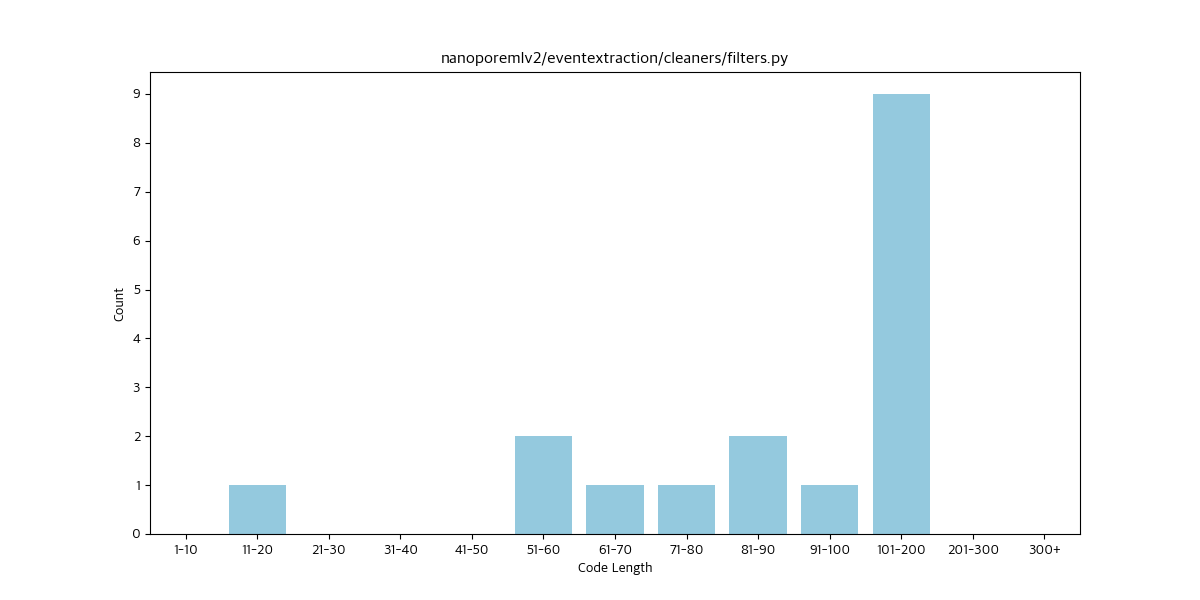 nanoporemlv2/eventextraction/cleaners/filters.py
9
8
7
6
5
4
3
2
1
0
Count
1-10 11-20 21-30 31-40 41-50 51-60 61-70 71-80 81-90 91-100 101-200 201-300 300+
Code Length